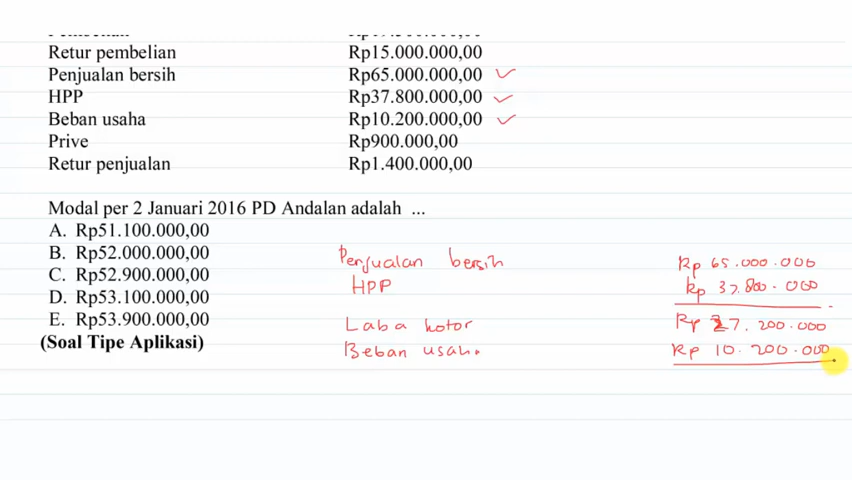 Retur pembelian Rp15.000.000,00
Penjualan bersih Rp65.000.000,00
HPP Rp37.800.000,00
Beban usaha Rp10.200.000,00
Prive Rp900.000,00
Retur penjualan Rp1.400.000,00
Modal per 2 Januari 2016 PD Andalan adalah ...
A. Rp51.100.000,00
B. Rp52.000.000,00
C. Rp52.900.000,00
D. Rp53.100.000,00
E. Rp53.900.000,00
(Soal Tipe Aplikasi)
Penjualan bersih Rp 65.000.000
HPP Rp 37.800.000
Laba kotor Rp 27.200.000
Beban usaha Rp 10.200.000